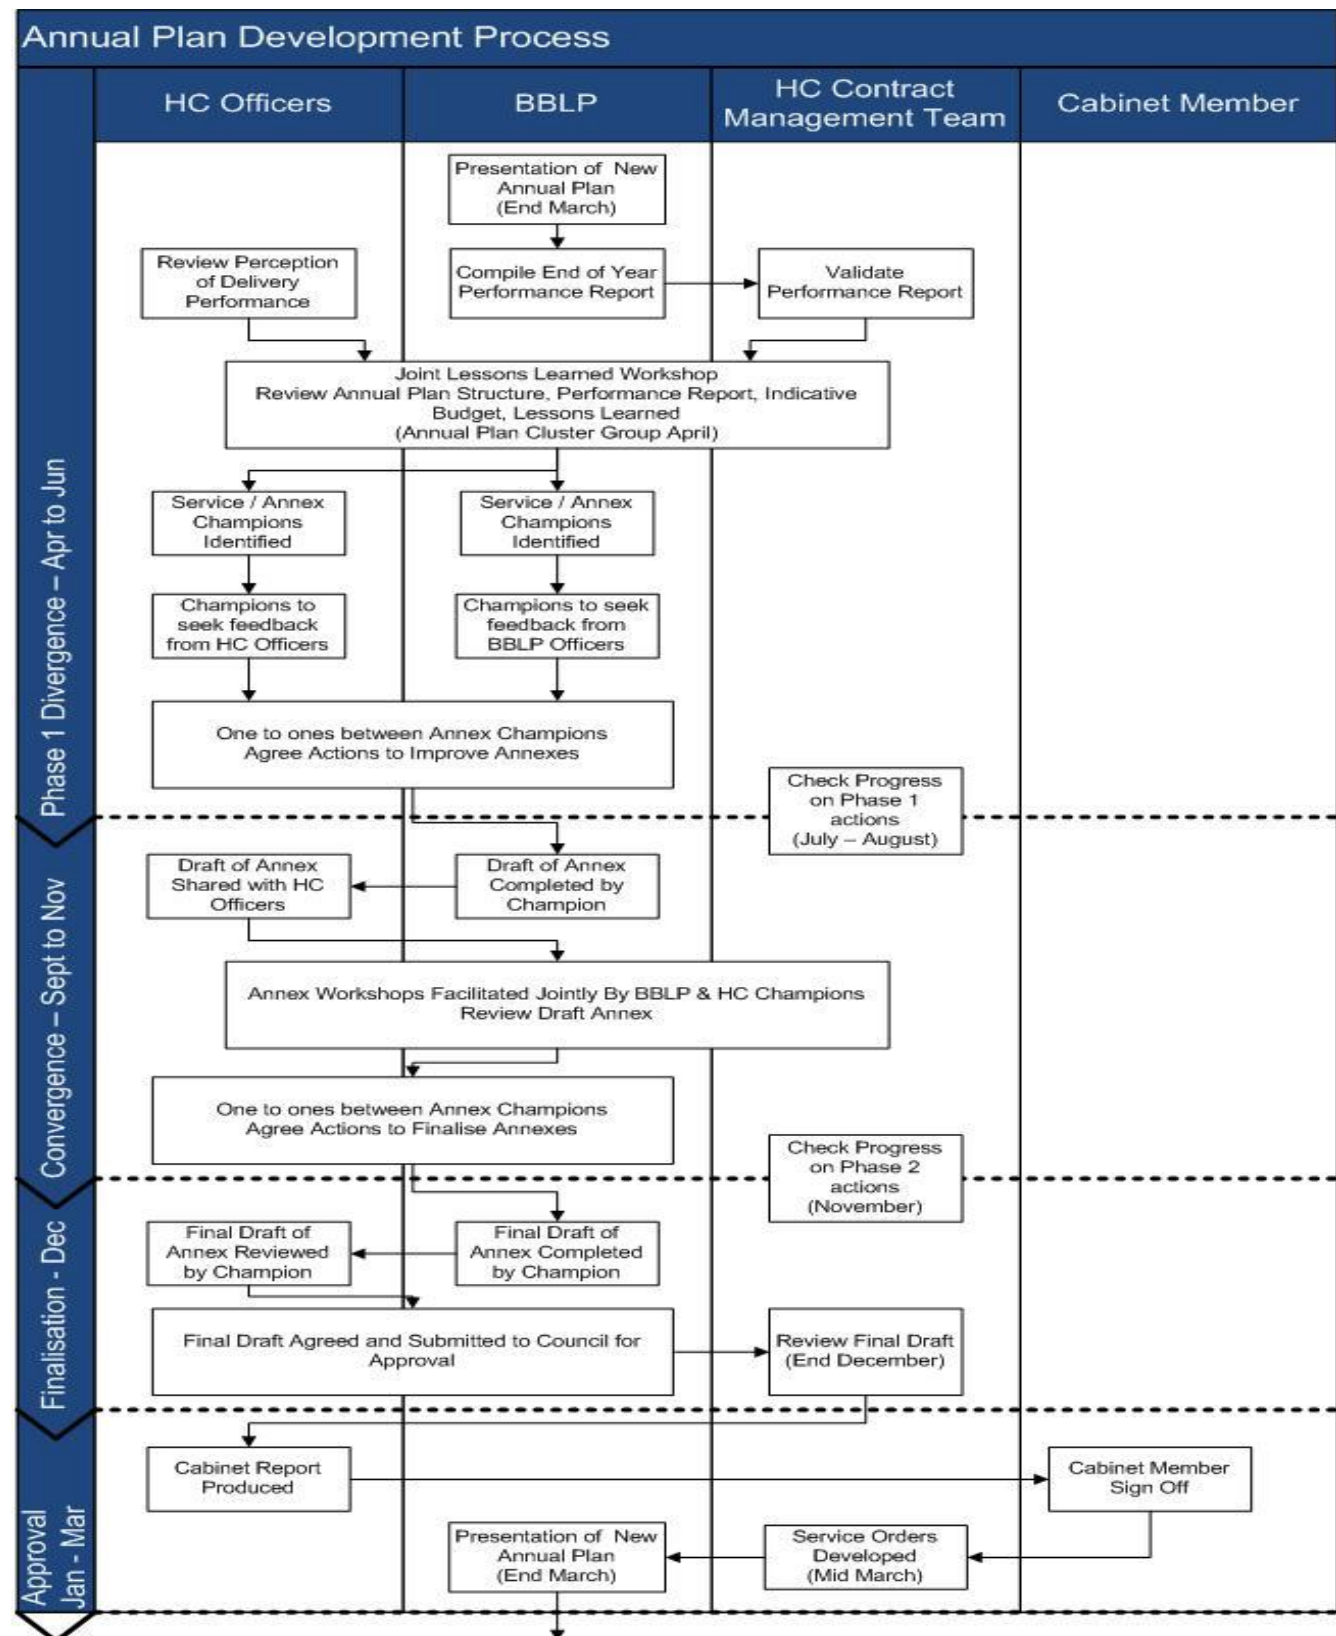 Annual Plan Development Process
HC Officers
BBLP
HC Contract
Management Team
Cabinet Member
Phase 1 Divergence – Apr to Jun
Presentation of New
Annual Plan
(End March)
Review Perception
of Delivery
Performance
Compile End of Year
Performance Report
Validate
Performance Report
Joint Lessons Learned Workshop
Review Annual Plan Structure, Performance Report, Indicative
Budget, Lessons Learned
(Annual Plan Cluster Group April)
Service / Annex
Champions
Identified
Service / Annex
Champions
Identified
Champions to
seek feedback
from HC Officers
Champions to seek
feedback from
BBLP Officers
One to ones between Annex Champions
Agree Actions to Improve Annexes
Check Progress
on Phase 1
actions
(July – August)
Convergence – Sept to Nov
Draft of Annex
Shared with HC
Officers
Draft of Annex
Completed by
Champion
Annex Workshops Facilitated Jointly By BBLP & HC Champions
Review Draft Annex
One to ones between Annex Champions
Agree Actions to Finalise Annexes
Check Progress
on Phase 2
actions
(November)
Finalisation - Dec
Final Draft of
Annex Reviewed
by Champion
Final Draft of
Annex Completed
by Champion
Final Draft Agreed and Submitted to Council for
Approval
Review Final Draft
(End December)
Approval
Jan - Mar
Cabinet Report
Produced
Cabinet Member
Sign Off
Presentation of New
Annual Plan
(End March)
Service Orders
Developed
(Mid March)